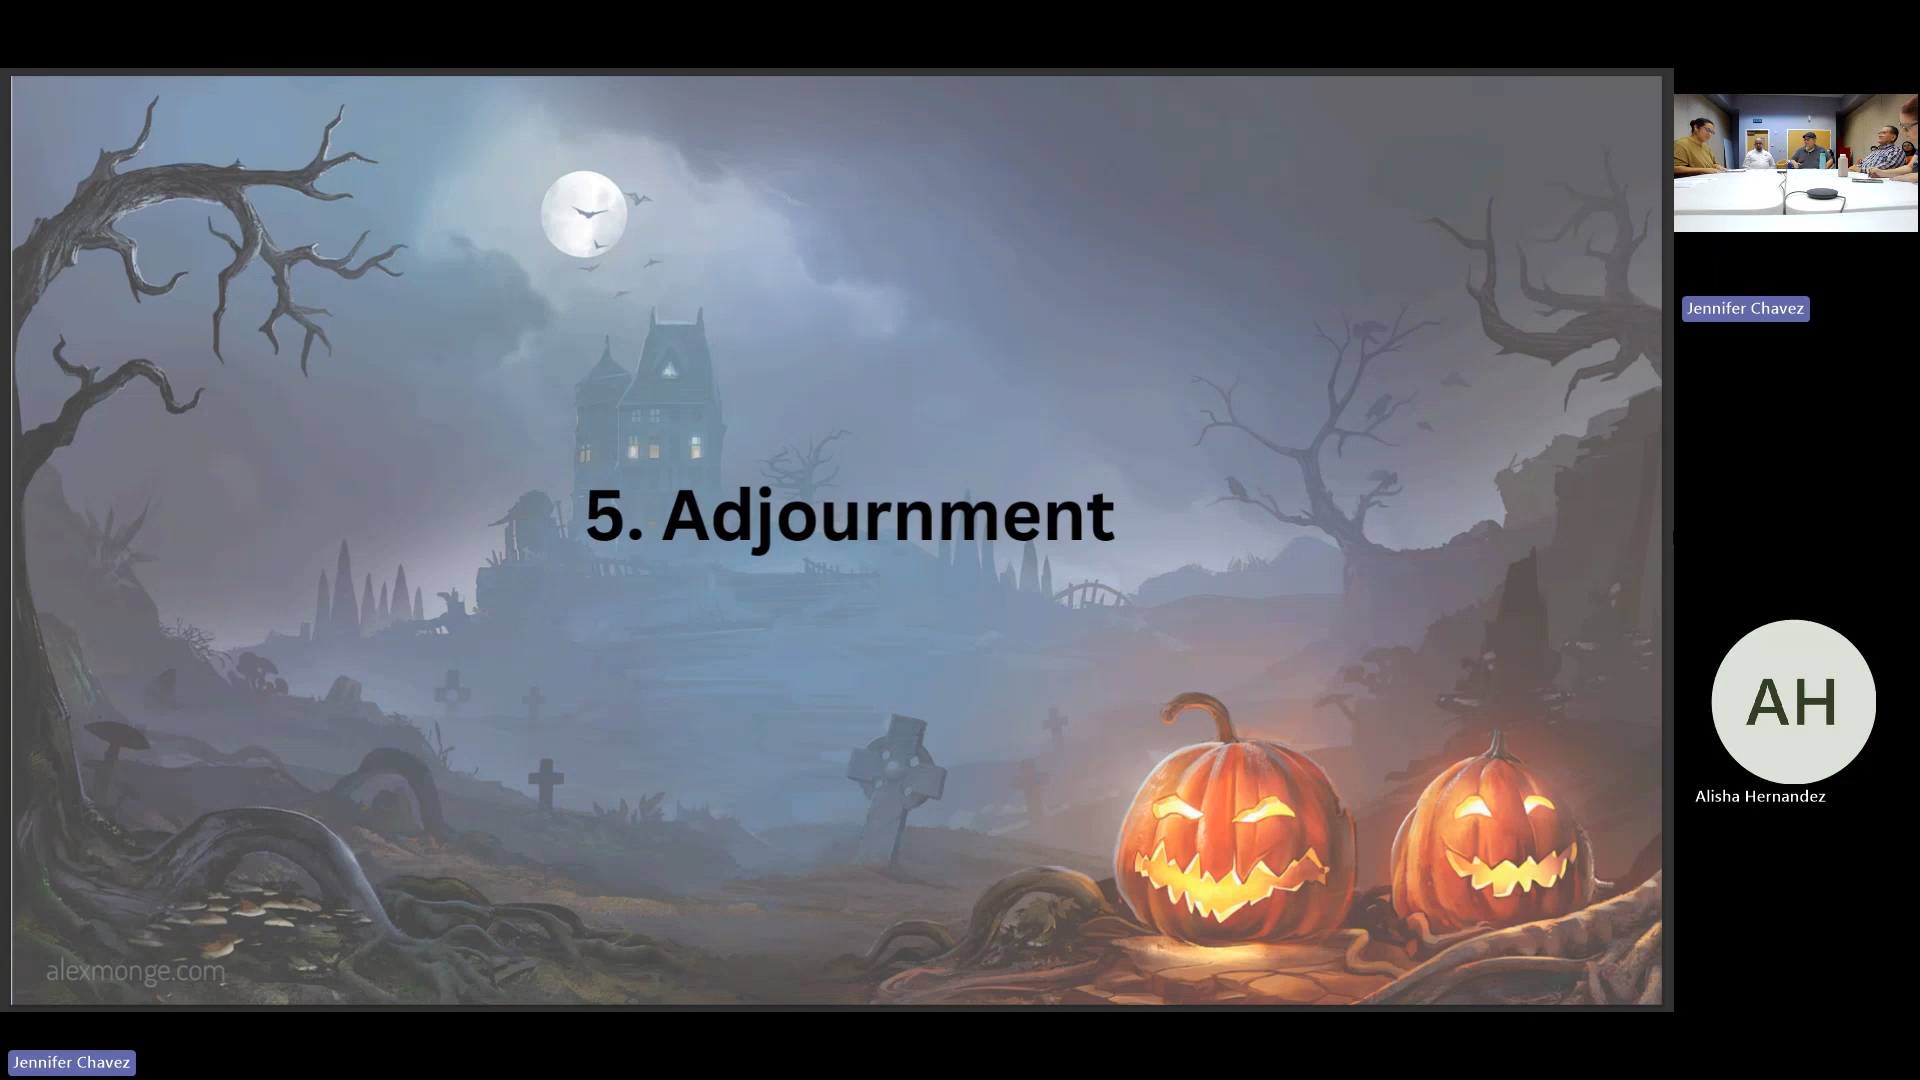 5. Adjournment
alexmonge.com
Jennifer Chavez
AH
Alisha Hernandez
Jennifer Chavez